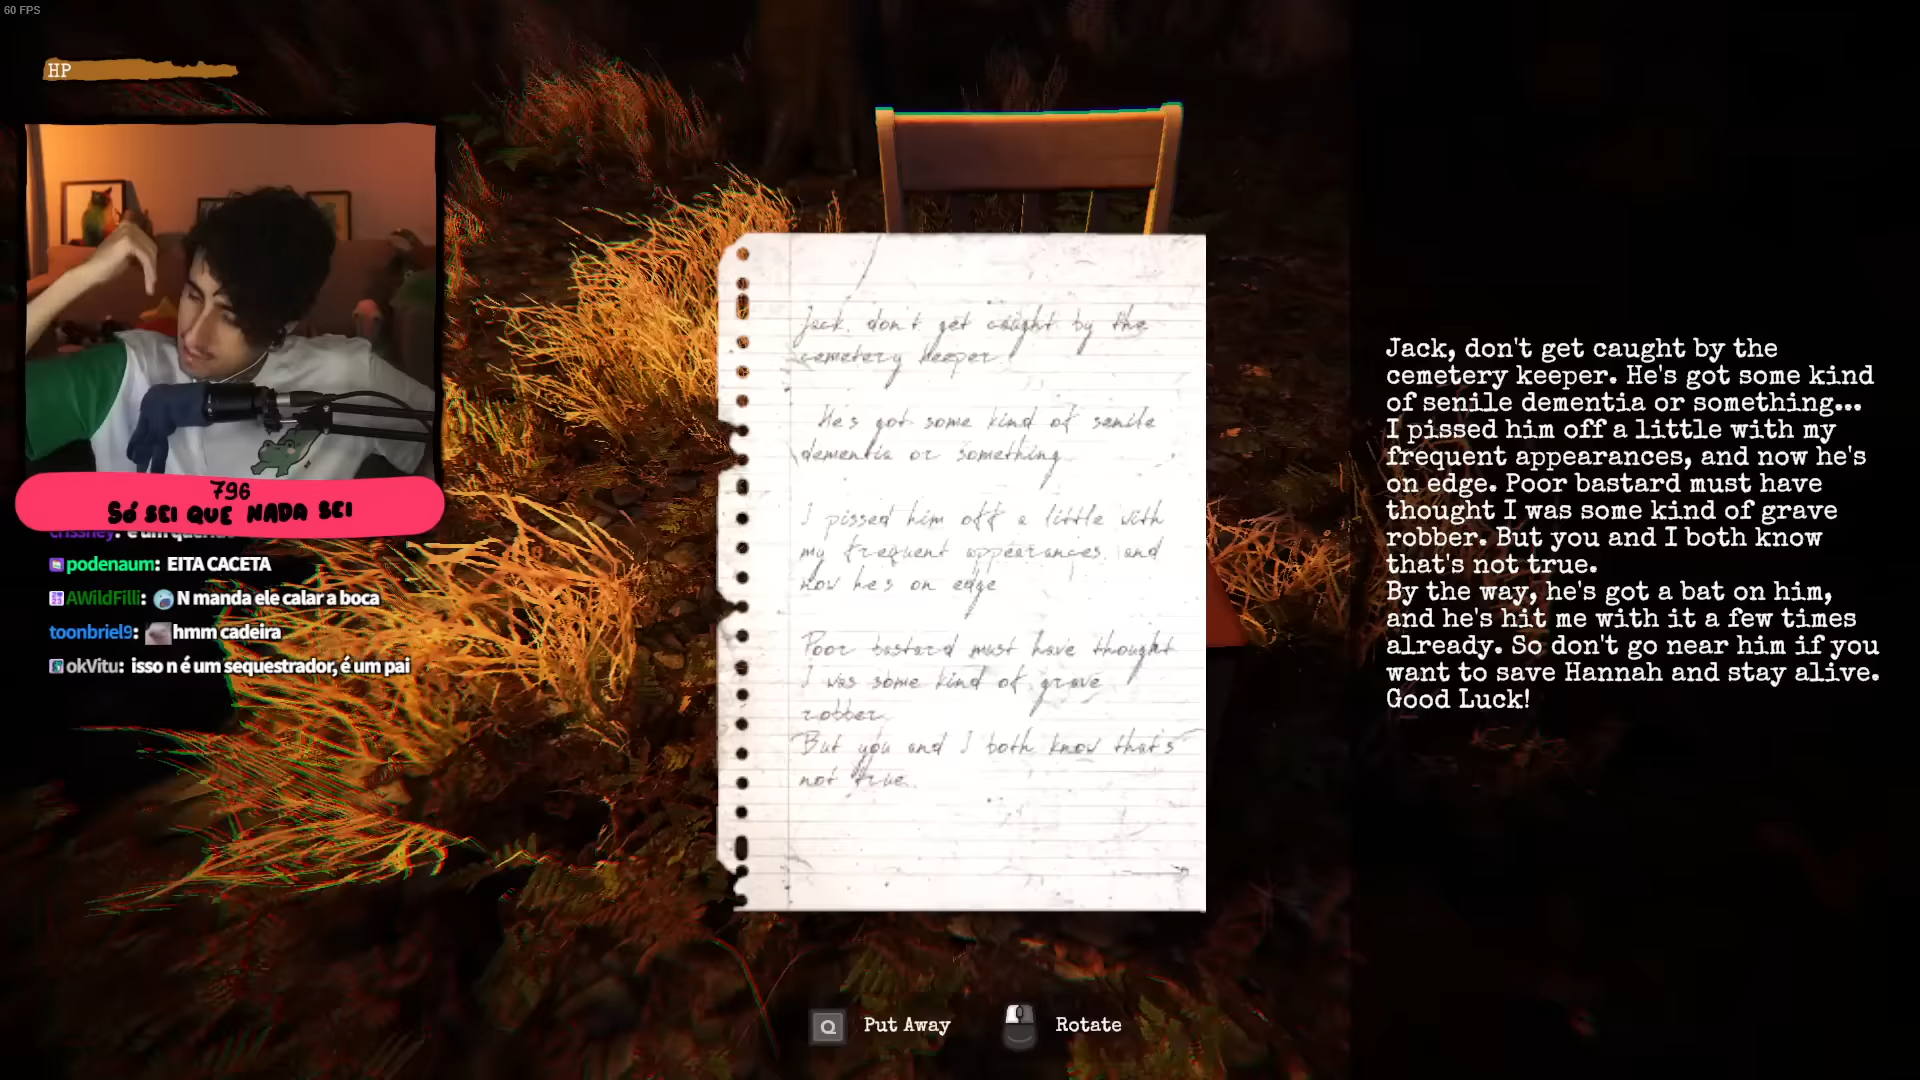 60 FPS
HP
796
Só SEI QUE NADA SEI
podenaum: EITA CACETA
AWildFilli: N manda ele calar a boca
toonbriel9: hmm cadeira
okVitu: isso n é um sequestrador, é um pai
Jack, don't get caught by the
cemetery keeper!
He's got some kind of senile
dementia or something
I pissed him off a little with
my frequent appearances, and
now he's on edge
Poor bastard must have thought
I was some kind of grave
robber.
But you and I both know that's
not true.
Jack, don't get caught by the
cemetery keeper. He's got some kind
of senile dementia or something...
I pissed him off a little with my
frequent appearances, and now he's
on edge. Poor bastard must have
thought I was some kind of grave
robber. But you and I both know
that's not true.
By the way, he's got a bat on him,
and he's hit me with it a few times
already. So don't go near him if you
want to save Hannah and stay alive.
Good Luck!
Q Put Away
Rotate